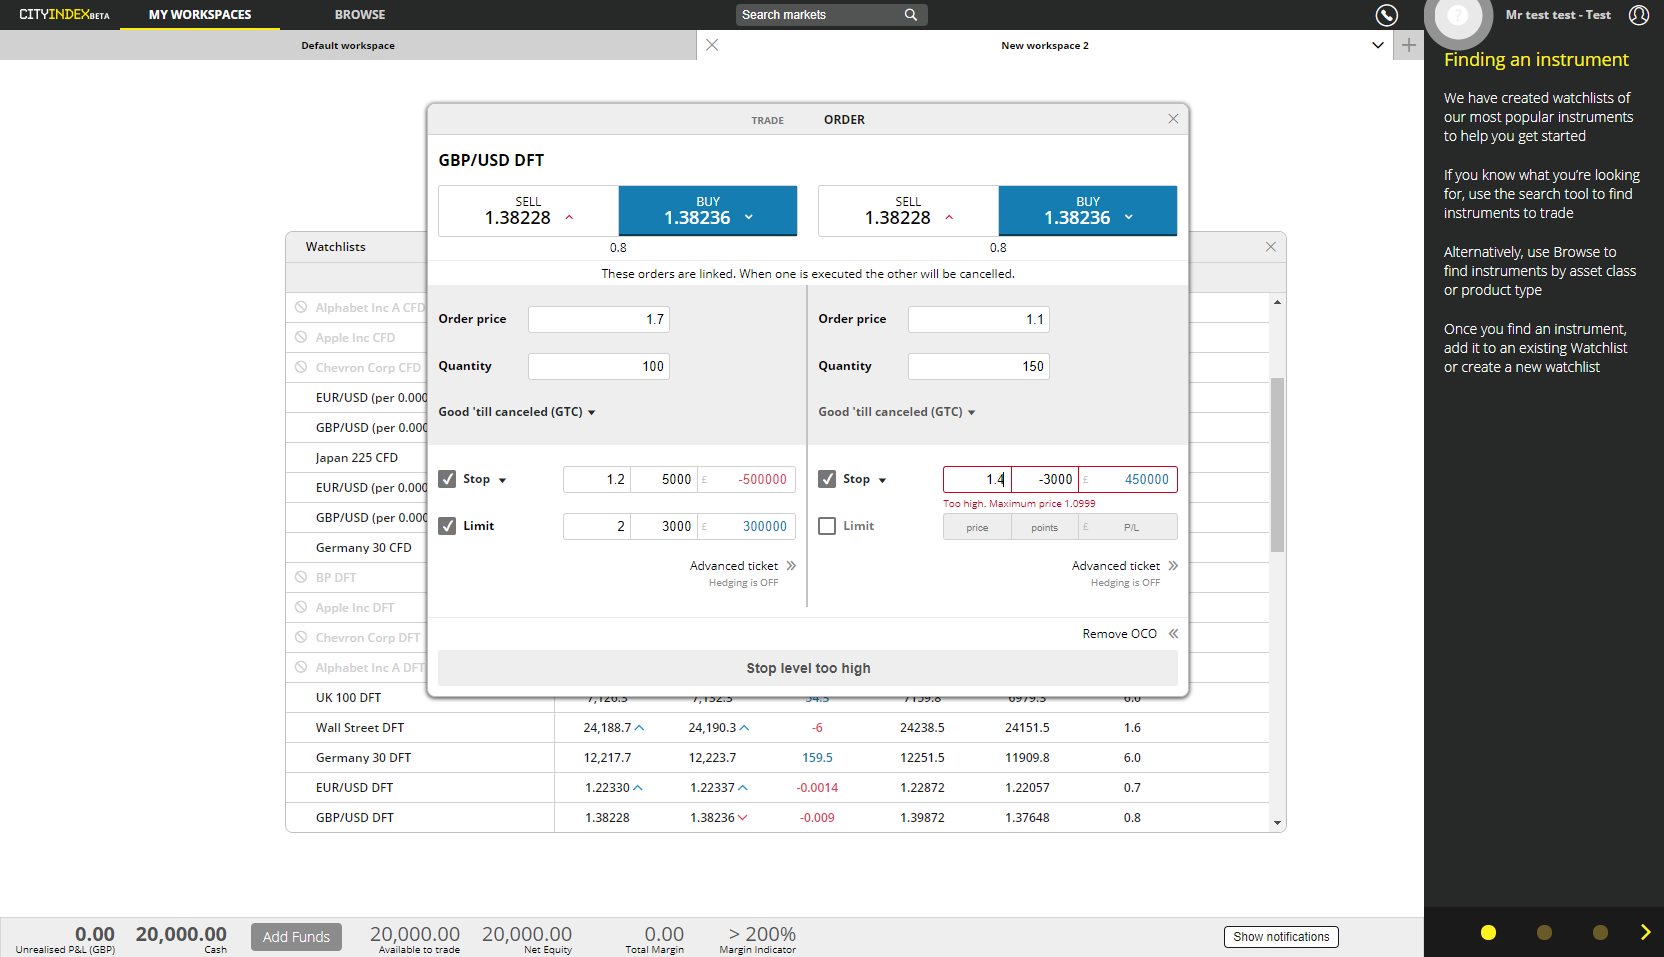 CITYINDEXBETA
MY WORKSPACES
BROWSE
Search markets
?
Mr test test - Test
Default workspace
New workspace 2
Finding an instrument
We have created watchlists of
our most popular instruments
to help you get started
If you know what you're looking
for, use the search tool to find
instruments to trade
Alternatively, use Browse to
find instruments by asset class
or product type
Once you find an instrument,
add it to an existing Watchlist
or create a new watchlist
TRADE ORDER
GBP/USD DFT
SELL BUY SELL BUY
1.38228 1.38236 1.38228 1.38236
0.8 0.8
These orders are linked. When one is executed the other will be cancelled.
Order price 1.7
Quantity 100
Good 'till canceled (GTC)
Stop 1.2 5000 £ -500000
Limit 2 3000 £ 300000
Advanced ticket
Hedging is OFF
Order price 1.1
Quantity 150
Good 'till canceled (GTC)
Stop 1.4 -3000 £ 450000
Too high. Maximum price 1.0999
Limit price points £ P/L
Advanced ticket
Hedging is OFF
Remove OCO
Stop level too high
Watchlists
Alphabet Inc A CFD
Apple Inc CFD
Chevron Corp CFD
EUR/USD (per 0.000
GBP/USD (per 0.000
Japan 225 CFD
EUR/USD (per 0.000
GBP/USD (per 0.000
Germany 30 CFD
BP DFT
Apple Inc DFT
Chevron Corp DFT
Alphabet Inc A DFT
UK 100 DFT 7,126.3 7,132.3 54.3 7159.8 6979.3 6.0
Wall Street DFT 24,188.7 24,190.3 -6 24238.5 24151.5 1.6
Germany 30 DFT 12,217.7 12,223.7 159.5 12251.5 11909.8 6.0
EUR/USD DFT 1.22330 1.22337 -0.0014 1.22872 1.22057 0.7
GBP/USD DFT 1.38228 1.38236 -0.009 1.39872 1.37648 0.8
0.00 20,000.00 Add Funds 20,000.00 20,000.00 0.00 > 200% Show notifications
Unrealised P&L (GBP) Cash Available to trade Net Equity Total Margin Margin Indicator